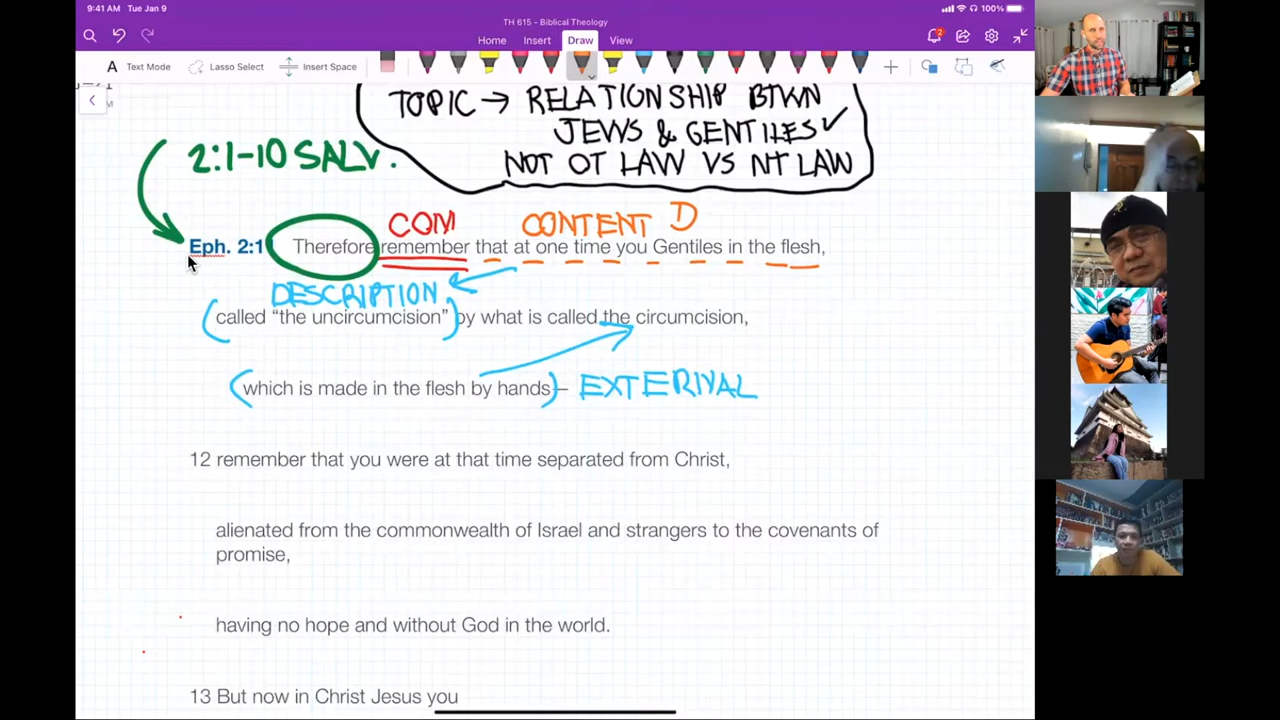 9:41 AM Tue Jan 9
100%
TH 615 - Biblical Theology
Home Insert Draw View
2
A Text Mode Lasso Select Insert Space
TOPIC → RELATIONSHIP BTWN
JEWS & GENTILES ✓
NOT OT LAW VS NT LAW
2:1-10 SALV.
COM CONTENT D
Eph. 2:1 Therefore remember that at one time you Gentiles in the flesh,
DESCRIPTION
(called “the uncircumcision”) by what is called the circumcision,
(which is made in the flesh by hands)– EXTERNAL
12 remember that you were at that time separated from Christ,
alienated from the commonwealth of Israel and strangers to the covenants of
promise,
having no hope and without God in the world.
13 But now in Christ Jesus you